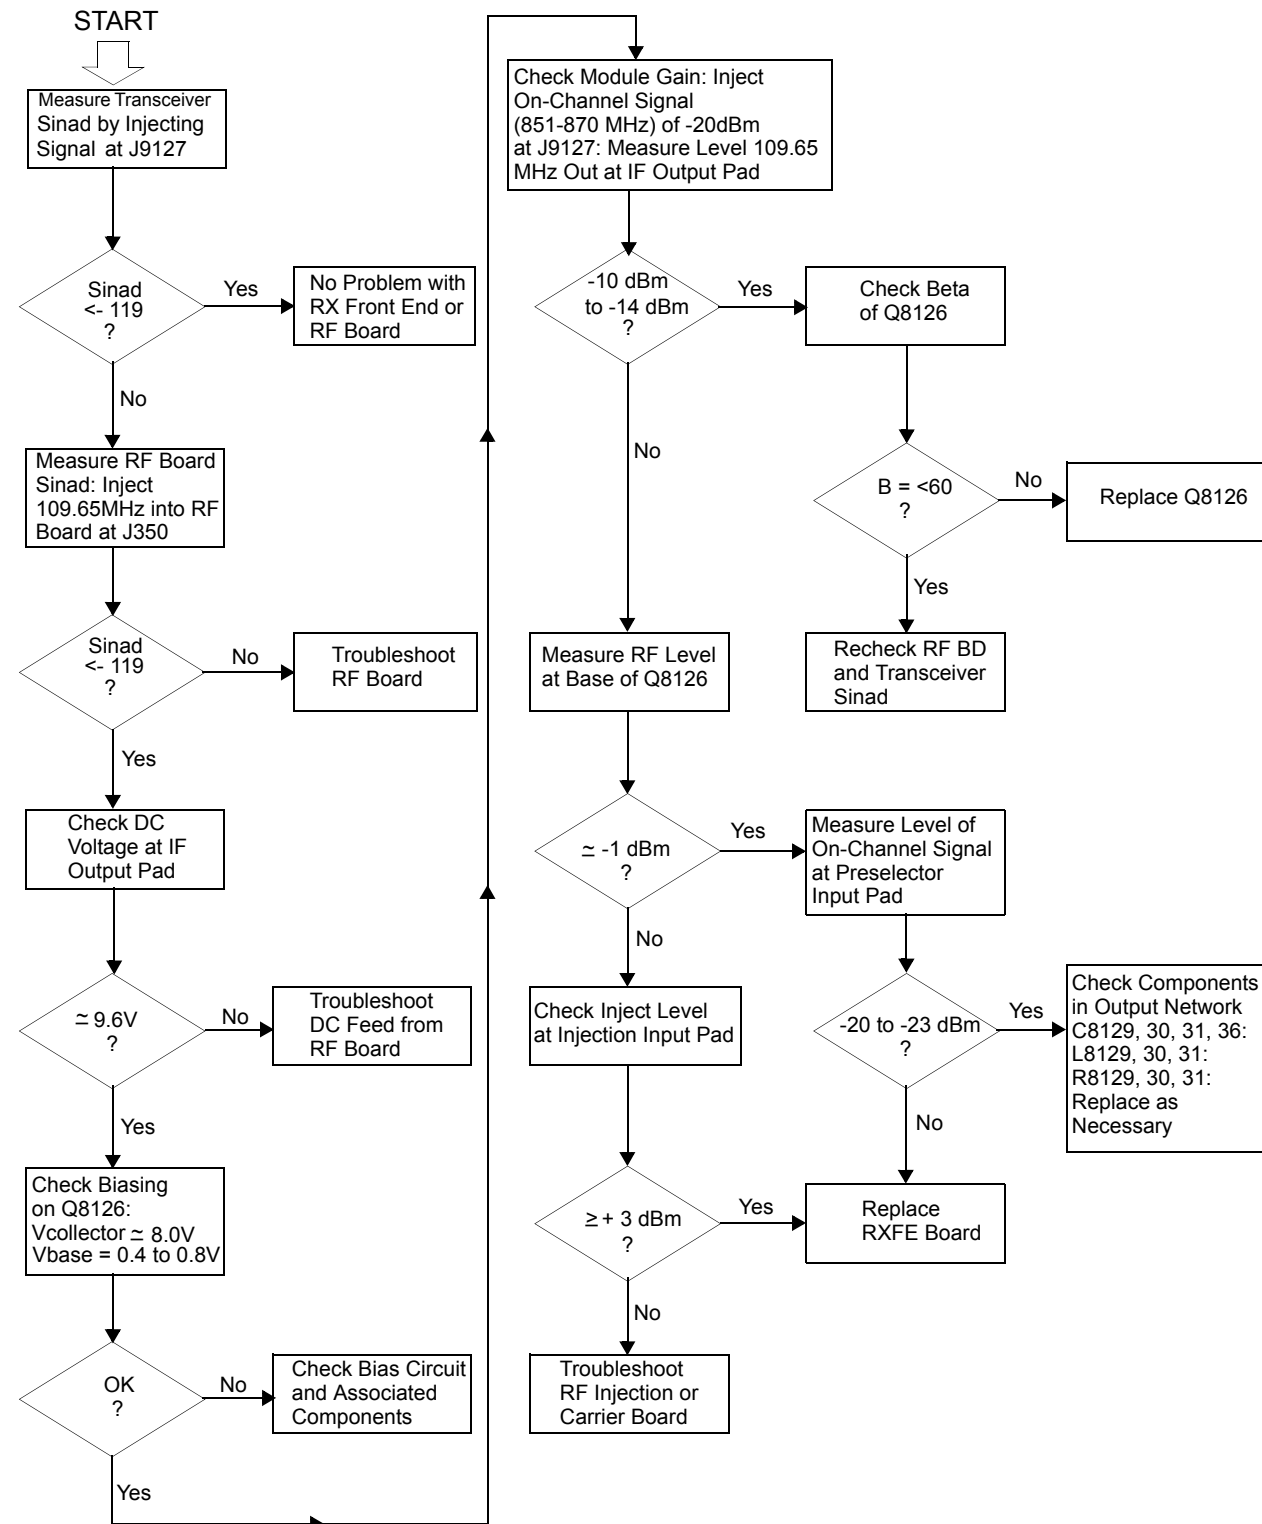 START
Measure Transceiver
Sinad by Injecting
Signal at J9127
Sinad
<- 119
?
Yes
No Problem with
RX Front End or
RF Board
No
Measure RF Board
Sinad: Inject
109.65MHz into RF
Board at J350
Sinad
<- 119
?
No
Troubleshoot
RF Board
Yes
Check DC
Voltage at IF
Output Pad
≃ 9.6V
?
No
Troubleshoot
DC Feed from
RF Board
Yes
Check Biasing
on Q8126:
Vcollector ≃ 8.0V
Vbase = 0.4 to 0.8V
OK
?
No
Check Bias Circuit
and Associated
Components
Yes
Check Module Gain: Inject
On-Channel Signal
(851-870 MHz) of -20dBm
at J9127: Measure Level 109.65
MHz Out at IF Output Pad
-10 dBm
to -14 dBm
?
Yes
Check Beta
of Q8126
B = <60
?
No
Replace Q8126
Yes
Recheck RF BD
and Transceiver
Sinad
No
Measure RF Level
at Base of Q8126
≃ -1 dBm
?
Yes
Measure Level of
On-Channel Signal
at Preselector
Input Pad
-20 to -23 dBm
?
Yes
Check Components
in Output Network
C8129, 30, 31, 36:
L8129, 30, 31:
R8129, 30, 31:
Replace as
Necessary
No
No
Check Inject Level
at Injection Input Pad
≥ + 3 dBm
?
Yes
Replace
RXFE Board
No
Troubleshoot
RF Injection or
Carrier Board